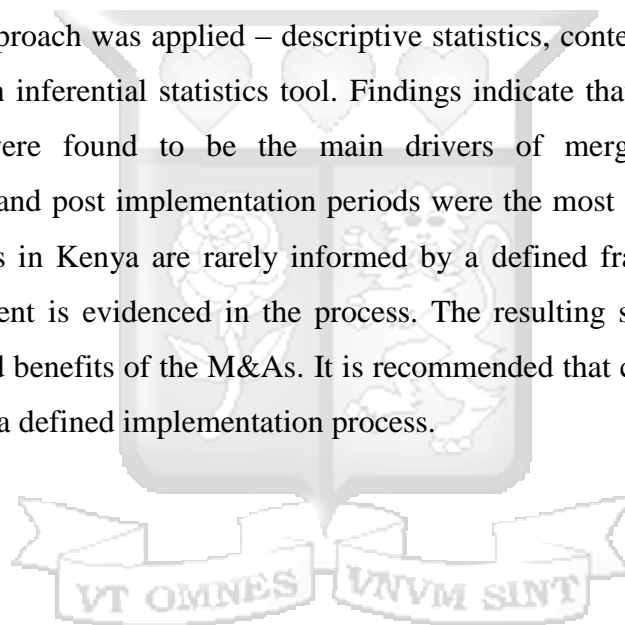 proach was applied – descriptive statistics, conte
n inferential statistics tool. Findings indicate tha
were found to be the main drivers of merg
and post implementation periods were the most
s in Kenya are rarely informed by a defined fra
ent is evidenced in the process. The resulting s
d benefits of the M&As. It is recommended that c
a defined implementation process.
VT OMNES VNVM SINT